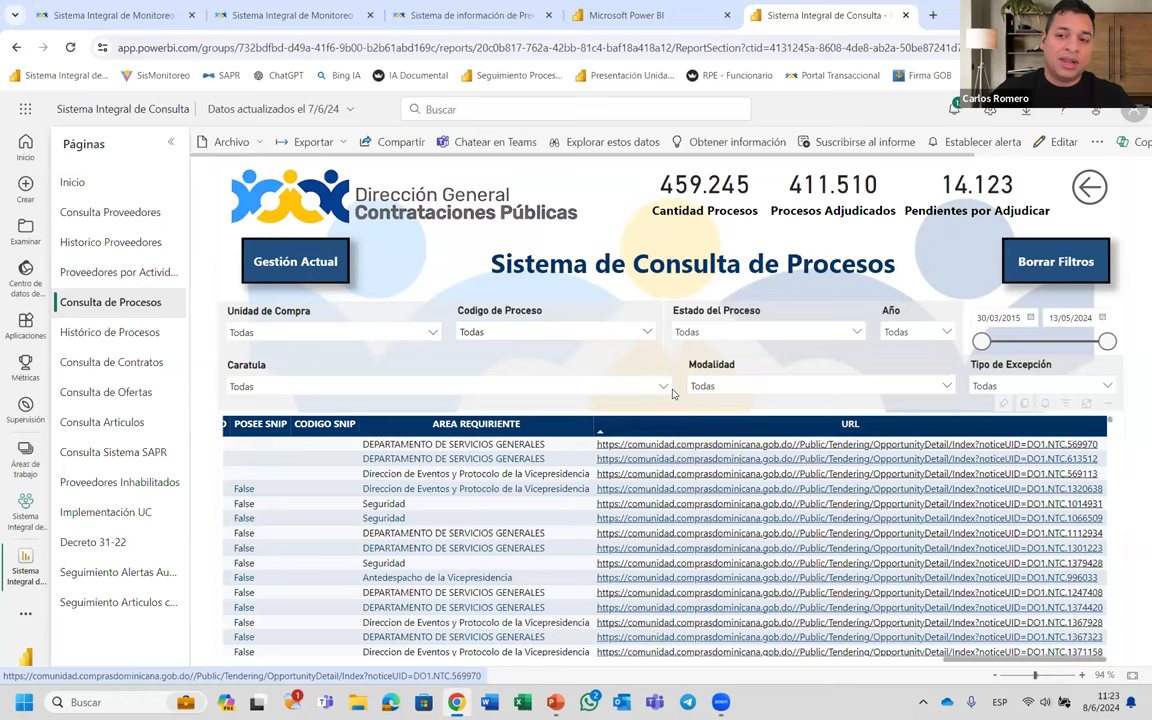 Sistema Integral de Monitoreo
Sistema Integral de Monitoreo
Sistema de información de Pre
Microsoft Power BI
Sistema Integral de Consulta -
app.powerbi.com/groups/732bdfbd-d49a-41f6-9b00-b2b61abd169c/reports/20c0b817-762a-42bb-81c4-baf18a418a12/ReportSection?ctid=4131245a-8608-4de8-ab2a-50be87241d7
Sistema Integral de...
SisMonitoreo
SAPR
ChatGPT
Bing IA
IA Documental
Seguimiento Proces...
Presentación Unida...
RPE - Funcionario
Portal Transaccional
Firma GOB
Carlos Romero
Sistema Integral de Consulta
Datos actualizados el 7/6/24
Buscar
1
Páginas
Archivo
Exportar
Compartir
Chatear en Teams
Explorar estos datos
Obtener información
Suscribirse al informe
Establecer alerta
Editar
Cop
Inicio
Crear
Examinar
Centro de datos de...
Aplicaciones
Métricas
Supervisión
Áreas de trabajo
Sistema Integral de...
Sistema Integral d...
Inicio
Consulta Proveedores
Historico Proveedores
Proveedores por Activid...
Consulta de Procesos
Histórico de Procesos
Consulta de Contratos
Consulta de Ofertas
Consulta Articulos
Consulta Sistema SAPR
Proveedores Inhabilitados
Implementación UC
Decreto 31-22
Seguimiento Alertas Au...
Seguimiento Articulos c...
Dirección General
Contrataciones Públicas
459.245
411.510
14.123
Cantidad Procesos
Procesos Adjudicados
Pendientes por Adjudicar
Gestión Actual
Sistema de Consulta de Procesos
Borrar Filtros
Unidad de Compra
Codigo de Proceso
Estado del Proceso
Año
30/03/2015
13/05/2024
Todas
Todas
Todas
Todas
Caratula
Modalidad
Tipo de Excepción
Todas
Todas
Todas
POSEE SNIP CODIGO SNIP AREA REQUIRIENTE URL
DEPARTAMENTO DE SERVICIOS GENERALES https://comunidad.comprasdominicana.gob.do//Public/Tendering/OpportunityDetail/Index?noticeUID=DO1.NTC.569970
DEPARTAMENTO DE SERVICIOS GENERALES https://comunidad.comprasdominicana.gob.do//Public/Tendering/OpportunityDetail/Index?noticeUID=DO1.NTC.613512
Direccion de Eventos y Protocolo de la Vicepresidencia https://comunidad.comprasdominicana.gob.do//Public/Tendering/OpportunityDetail/Index?noticeUID=DO1.NTC.569113
False Direccion de Eventos y Protocolo de la Vicepresidencia https://comunidad.comprasdominicana.gob.do//Public/Tendering/OpportunityDetail/Index?noticeUID=DO1.NTC.1320638
False Seguridad https://comunidad.comprasdominicana.gob.do//Public/Tendering/OpportunityDetail/Index?noticeUID=DO1.NTC.1014931
False Seguridad https://comunidad.comprasdominicana.gob.do//Public/Tendering/OpportunityDetail/Index?noticeUID=DO1.NTC.1066509
False DEPARTAMENTO DE SERVICIOS GENERALES https://comunidad.comprasdominicana.gob.do//Public/Tendering/OpportunityDetail/Index?noticeUID=DO1.NTC.1112934
False DEPARTAMENTO DE SERVICIOS GENERALES https://comunidad.comprasdominicana.gob.do//Public/Tendering/OpportunityDetail/Index?noticeUID=DO1.NTC.1301223
False Seguridad https://comunidad.comprasdominicana.gob.do//Public/Tendering/OpportunityDetail/Index?noticeUID=DO1.NTC.1379428
False Antedespacho de la Vicepresidencia https://comunidad.comprasdominicana.gob.do//Public/Tendering/OpportunityDetail/Index?noticeUID=DO1.NTC.996033
False DEPARTAMENTO DE SERVICIOS GENERALES https://comunidad.comprasdominicana.gob.do//Public/Tendering/OpportunityDetail/Index?noticeUID=DO1.NTC.1247408
False DEPARTAMENTO DE SERVICIOS GENERALES https://comunidad.comprasdominicana.gob.do//Public/Tendering/OpportunityDetail/Index?noticeUID=DO1.NTC.1374420
False Direccion de Eventos y Protocolo de la Vicepresidencia https://comunidad.comprasdominicana.gob.do//Public/Tendering/OpportunityDetail/Index?noticeUID=DO1.NTC.1367928
False DEPARTAMENTO DE SERVICIOS GENERALES https://comunidad.comprasdominicana.gob.do//Public/Tendering/OpportunityDetail/Index?noticeUID=DO1.NTC.1367323
False Direccion de Eventos y Protocolo de la Vicepresidencia https://comunidad.comprasdominicana.gob.do//Public/Tendering/OpportunityDetail/Index?noticeUID=DO1.NTC.1371158
https://comunidad.comprasdominicana.gob.do//Public/Tendering/OpportunityDetail/Index?noticeUID=DO1.NTC.569970
94 %
Buscar
1
2
ESP
11:23
8/6/2024